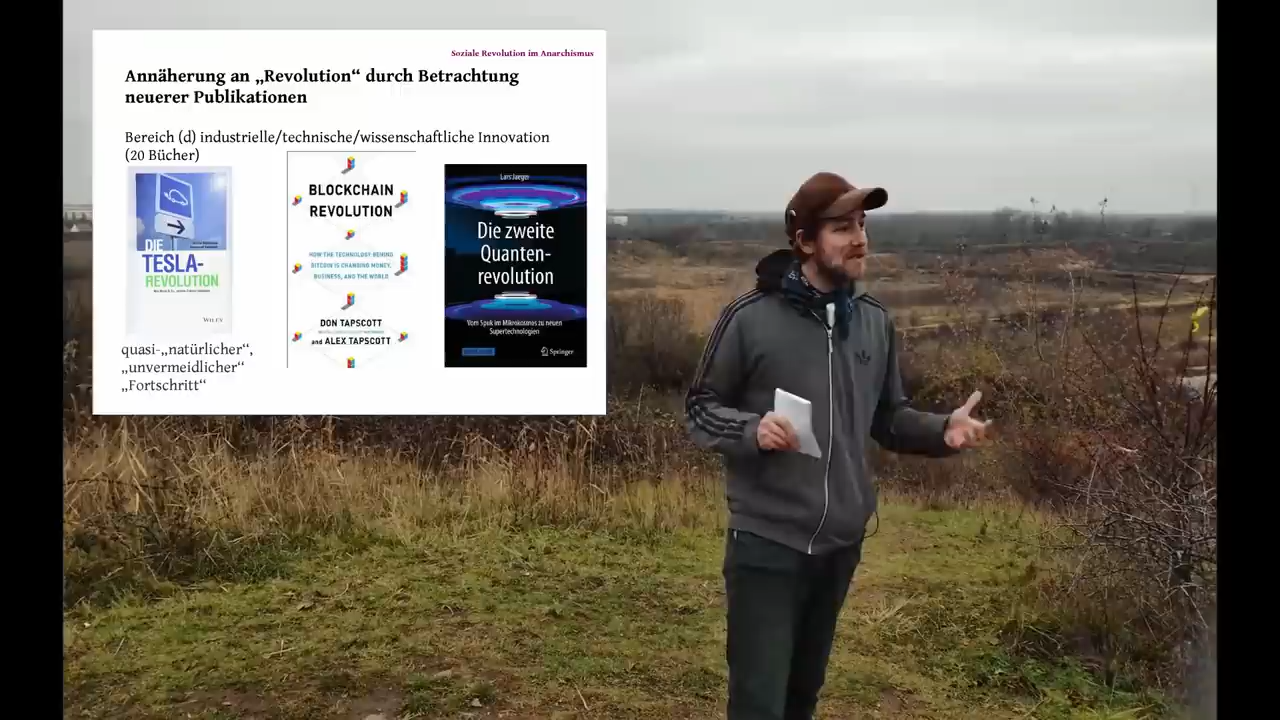 Soziale Revolution im Anarchismus
Annäherung an „Revolution“ durch Betrachtung
neuerer Publikationen
Bereich (d) industrielle/technische/wissenschaftliche Innovation
(20 Bücher)
DIE
TESLA-
REVOLUTION
WILEY
BLOCKCHAIN
REVOLUTION
HOW THE TECHNOLOGY BEHIND
BITCOIN IS CHANGING MONEY,
BUSINESS, AND THE WORLD
DON TAPSCOTT
and ALEX TAPSCOTT
Lars Jaeger
Die zweite
Quanten-
revolution
Vom Spuk im Mikrokosmos zu neuen
Supertechnologien
Springer
quasi-„natürlicher“,
„unvermeidlicher“
„Fortschritt“